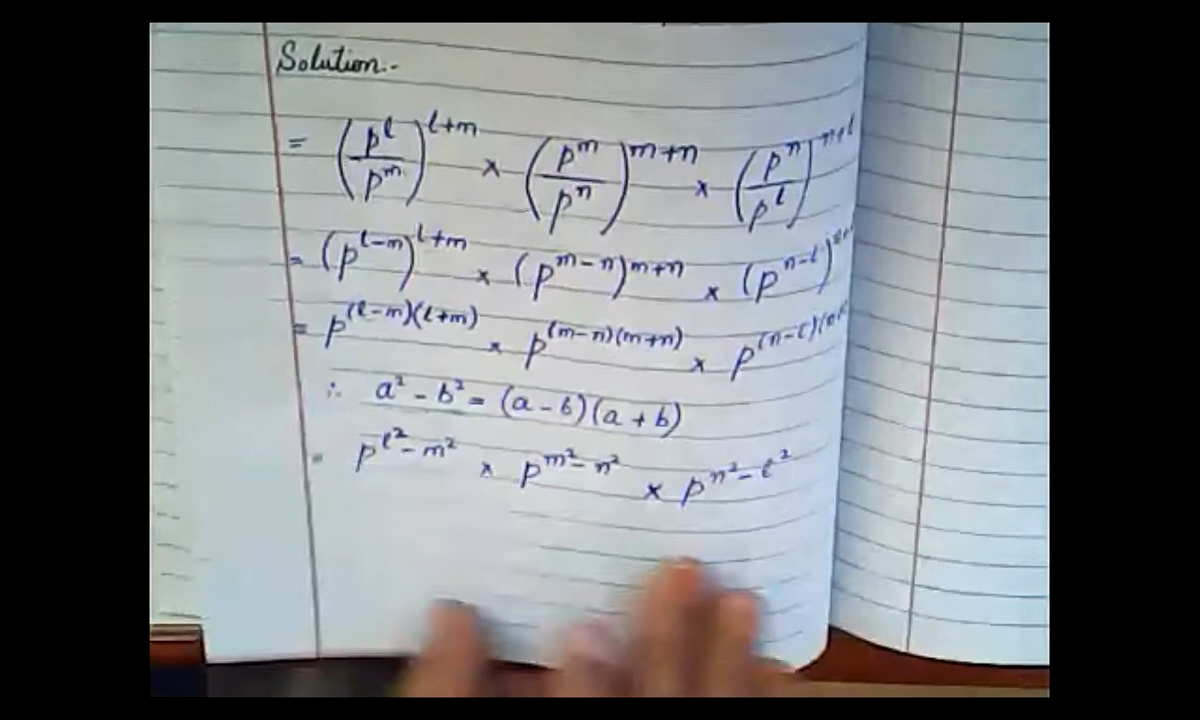 Solution.-
= (p^l/p^m)^l+m × (p^m/p^n)^m+n × (p^n/p^l)^n+l
= (p^l-m)^l+m × (p^m-n)^m+n × (p^n-l)
= p^(l-m)(l+m) × p^(m-n)(m+n) × p^(n-l)
∴ a² - b² = (a - b)(a + b)
= p^l²-m² × p^m²-n² × p^n²-l²